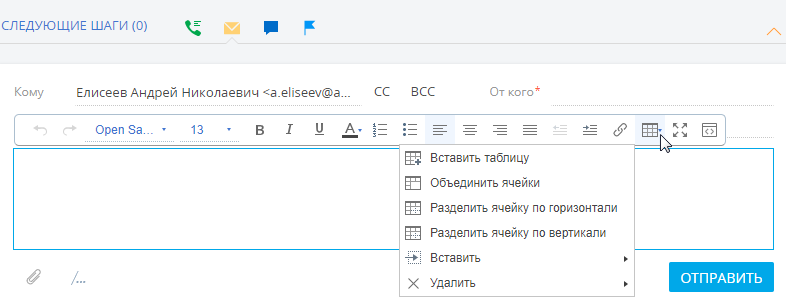 СЛЕДУЮЩИЕ ШАГИ (0)
Кому Елисеев Андрей Николаевич <a.eliseev@a... CC BCC От кого*
Open Sa... 13 B I U A
Вставить таблицу
Объединить ячейки
Разделить ячейку по горизонтали
Разделить ячейку по вертикали
Вставить
Удалить
/...
ОТПРАВИТЬ